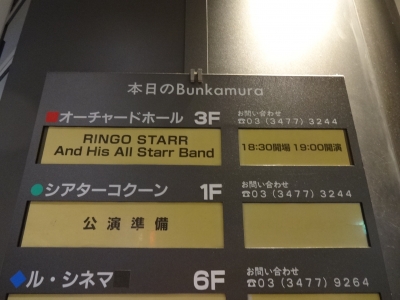 本日のBunkamura
■オーチャードホール 3F お問い合わせ
☎03 (3477) 3244
RINGO STARR
And His All Starr Band
18:30開場 19:00開演
●シアターコクーン 1F お問い合わせ
☎03 (3477) 3244
公演準備
◆ル・シネマ 6F お問い合わせ
☎03 (3477) 9264